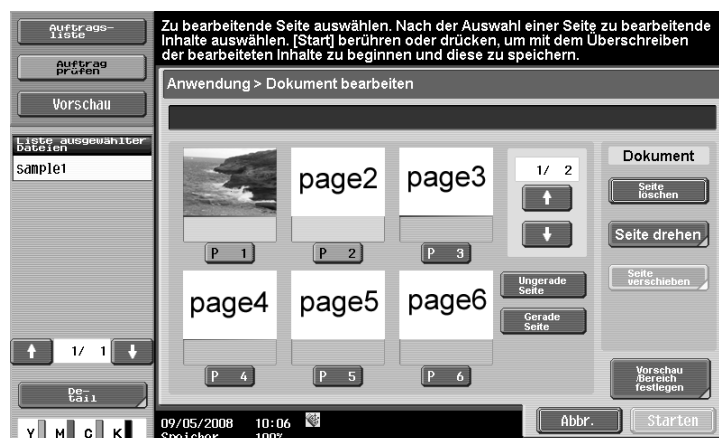 Auftrags-
liste
Auftrag
prüfen
Vorschau
Liste ausgewählter
Dateien
sample1
1/ 1
De-
tail
Y M C K
Zu bearbeitende Seite auswählen. Nach der Auswahl einer Seite zu bearbeitende
Inhalte auswählen. [Start] berühren oder drücken, um mit dem Überschreiben
der bearbeiteten Inhalte zu beginnen und diese zu speichern.
Anwendung > Dokument bearbeiten
page2 page3
P 1 P 2 P 3
page4 page5 page6
P 4 P 5 P 6
1/ 2
Ungerade
Seite
Gerade
Seite
Dokument
Seite
löschen
Seite drehen
Seite
verschieben
Vorschau
/Bereich
festlegen
09/05/2008 10:06
Speicher 100%
Abbr. Starten